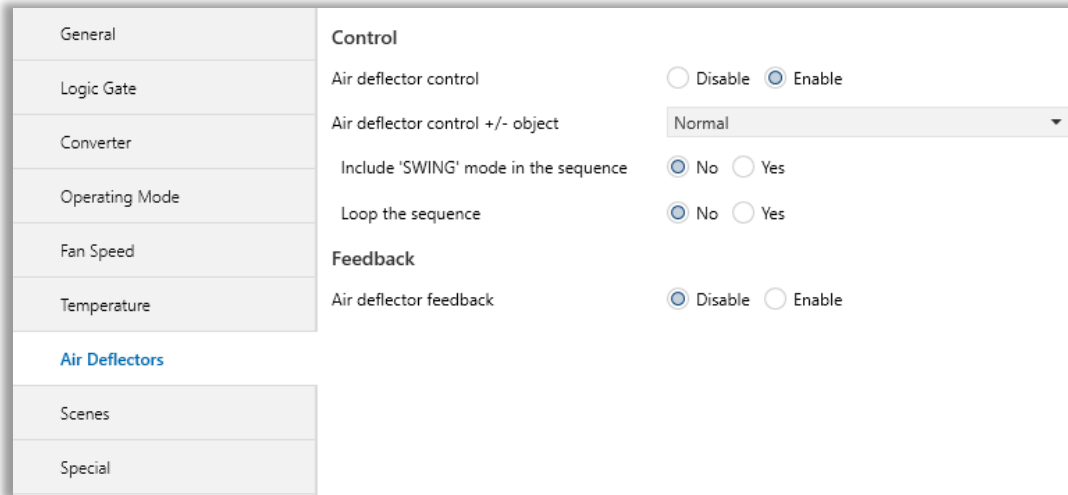 General
Logic Gate
Converter
Operating Mode
Fan Speed
Temperature
Air Deflectors
Scenes
Special
Control
Air deflector control Disable Enable
Air deflector control +/- object Normal
Include 'SWING' mode in the sequence No Yes
Loop the sequence No Yes
Feedback
Air deflector feedback Disable Enable